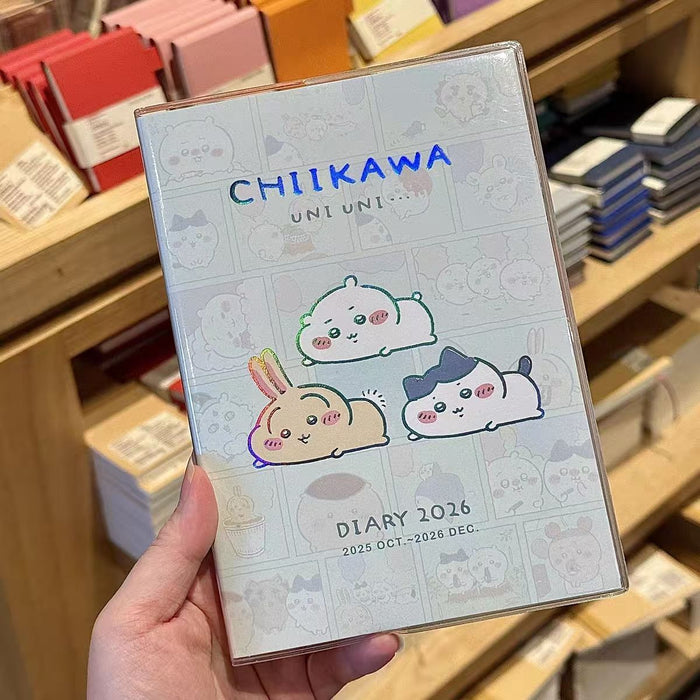 CHIIKAWA
UNI UNI...
DIARY 2026
2025 OCT.~2026 DEC.